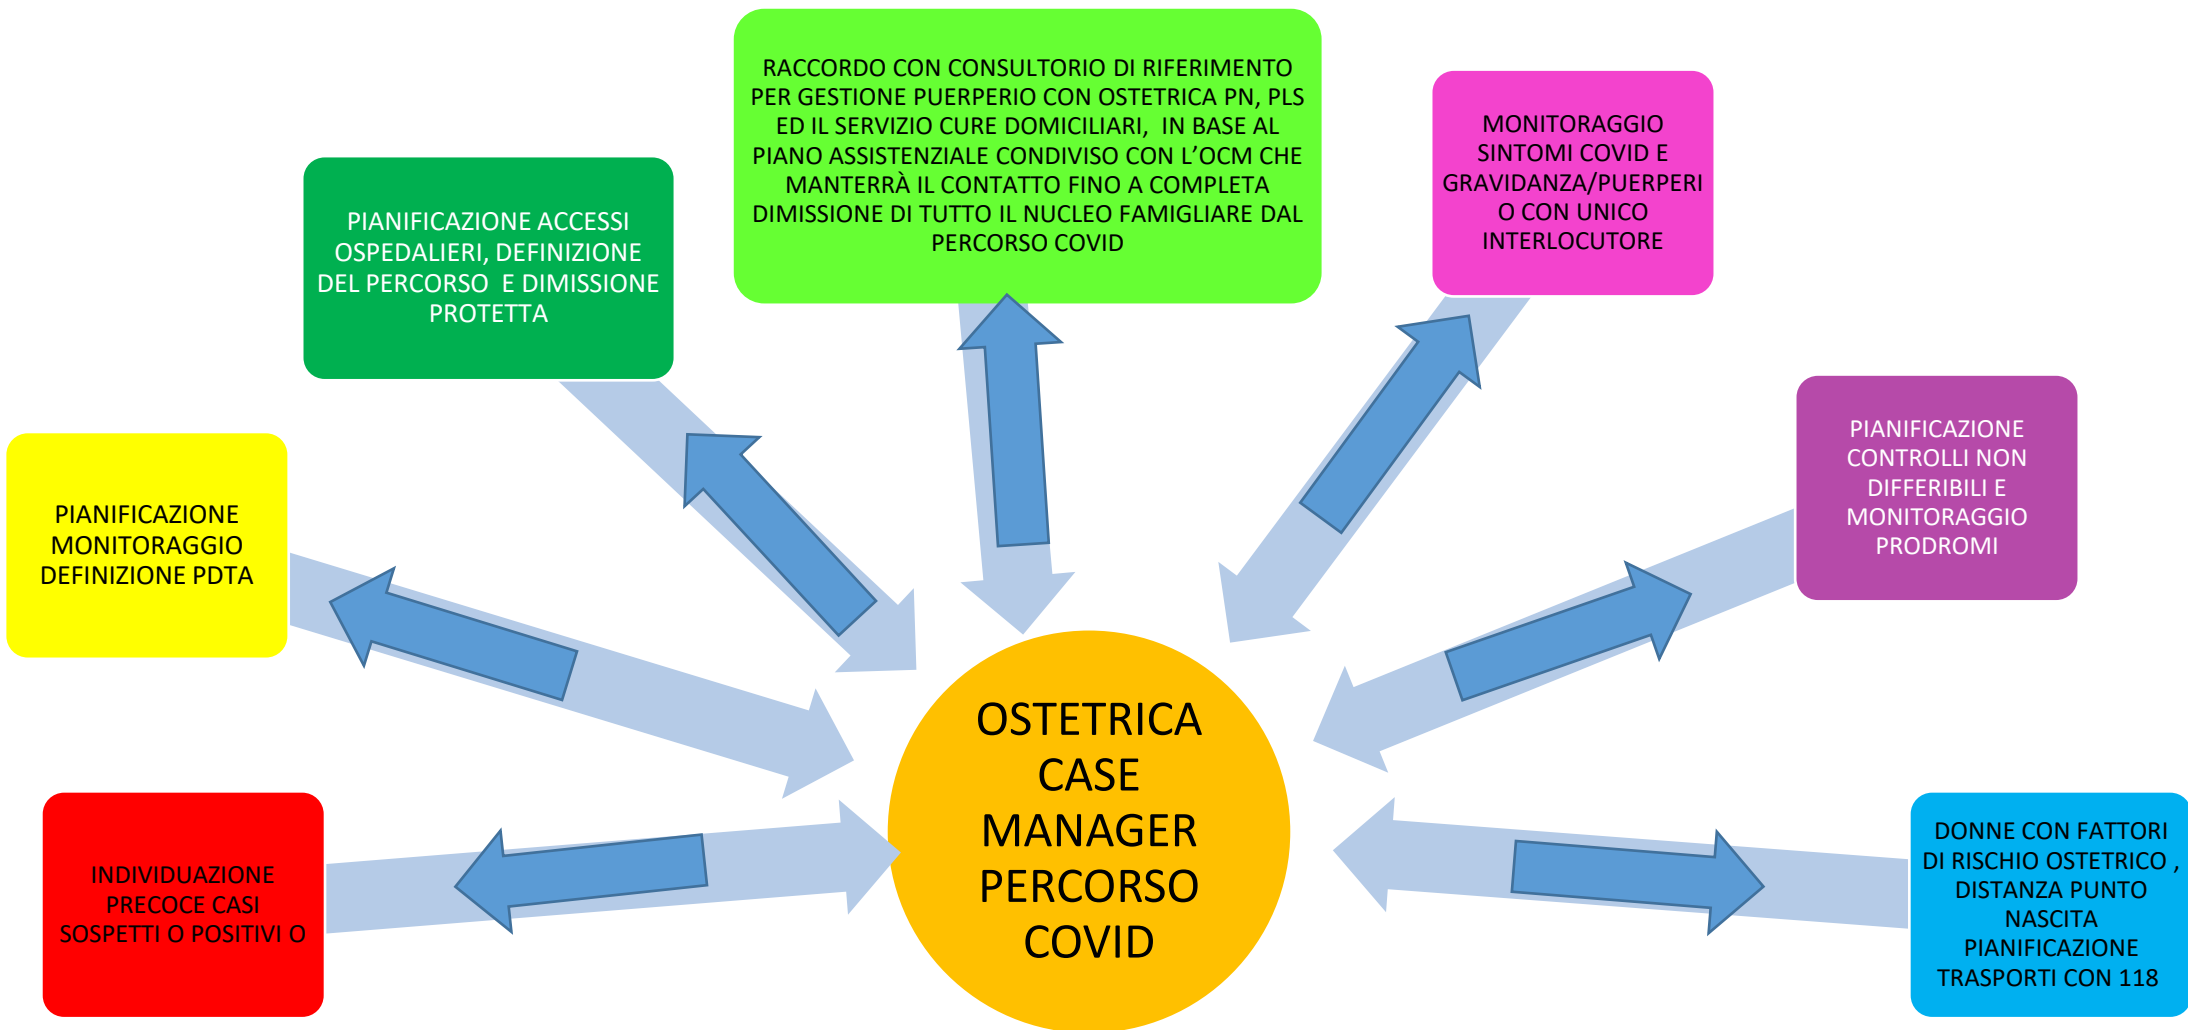 RACCORDO CON CONSULTORIO DI RIFERIMENTO
PER GESTIONE PUERPERIO CON OSTETRICA PN, PLS
ED IL SERVIZIO CURE DOMICILIARI, IN BASE AL
PIANO ASSISTENZIALE CONDIVISO CON L’OCM CHE
MANTERRÀ IL CONTATTO FINO A COMPLETA
DIMISSIONE DI TUTTO IL NUCLEO FAMIGLIARE DAL
PERCORSO COVID
MONITORAGGIO
SINTOMI COVID E
GRAVIDANZA/PUERPERI
O CON UNICO
INTERLOCUTORE
PIANIFICAZIONE ACCESSI
OSPEDALIERI, DEFINIZIONE
DEL PERCORSO E DIMISSIONE
PROTETTA
PIANIFICAZIONE
CONTROLLI NON
DIFFERIBILI E
MONITORAGGIO
PRODROMI
PIANIFICAZIONE
MONITORAGGIO
DEFINIZIONE PDTA
OSTETRICA
CASE
MANAGER
PERCORSO
COVID
INDIVIDUAZIONE
PRECOCE CASI
SOSPETTI O POSITIVI O
DONNE CON FATTORI
DI RISCHIO OSTETRICO ,
DISTANZA PUNTO
NASCITA
PIANIFICAZIONE
TRASPORTI CON 118